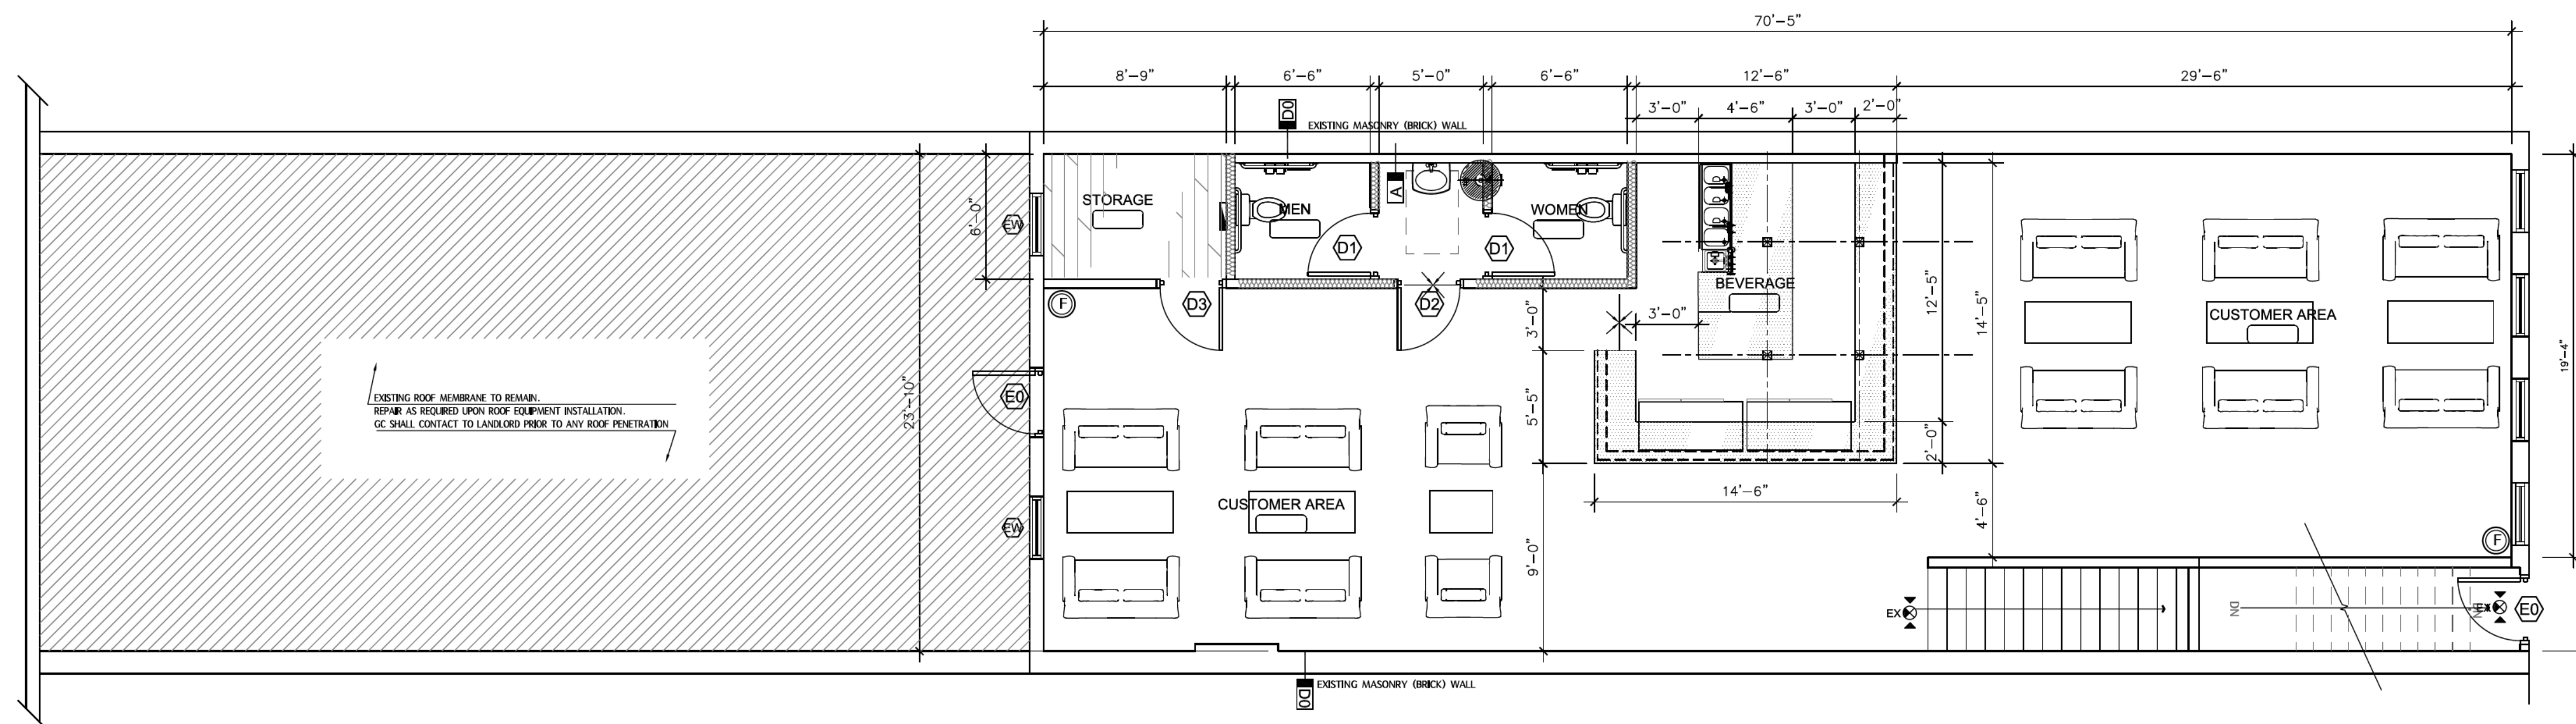 70'-5"
8'-9"
6'-6"
5'-0"
6'-6"
12'-6"
29'-6"
3'-0"
4'-6"
3'-0"
2'-0"
D0
EXISTING MASONRY (BRICK) WALL
A
STORAGE
MEN
WOMEN
EW
6'-0"
D1
D1
BEVERAGE
12'-5"
14'-5"
F
D3
D2
3'-0"
3'-0"
CUSTOMER AREA
19'-4"
EXISTING ROOF MEMBRANE TO REMAIN.
REPAIR AS REQUIRED UPON ROOF EQUIPMENT INSTALLATION.
GC SHALL CONTACT TO LANDLORD PRIOR TO ANY ROOF PENETRATION
23'-10"
E0
5'-5"
2'-0"
14'-6"
CUSTOMER AREA
EW
4'-6"
F
9'-0"
EX
DN
EX
E0
D0
EXISTING MASONRY (BRICK) WALL